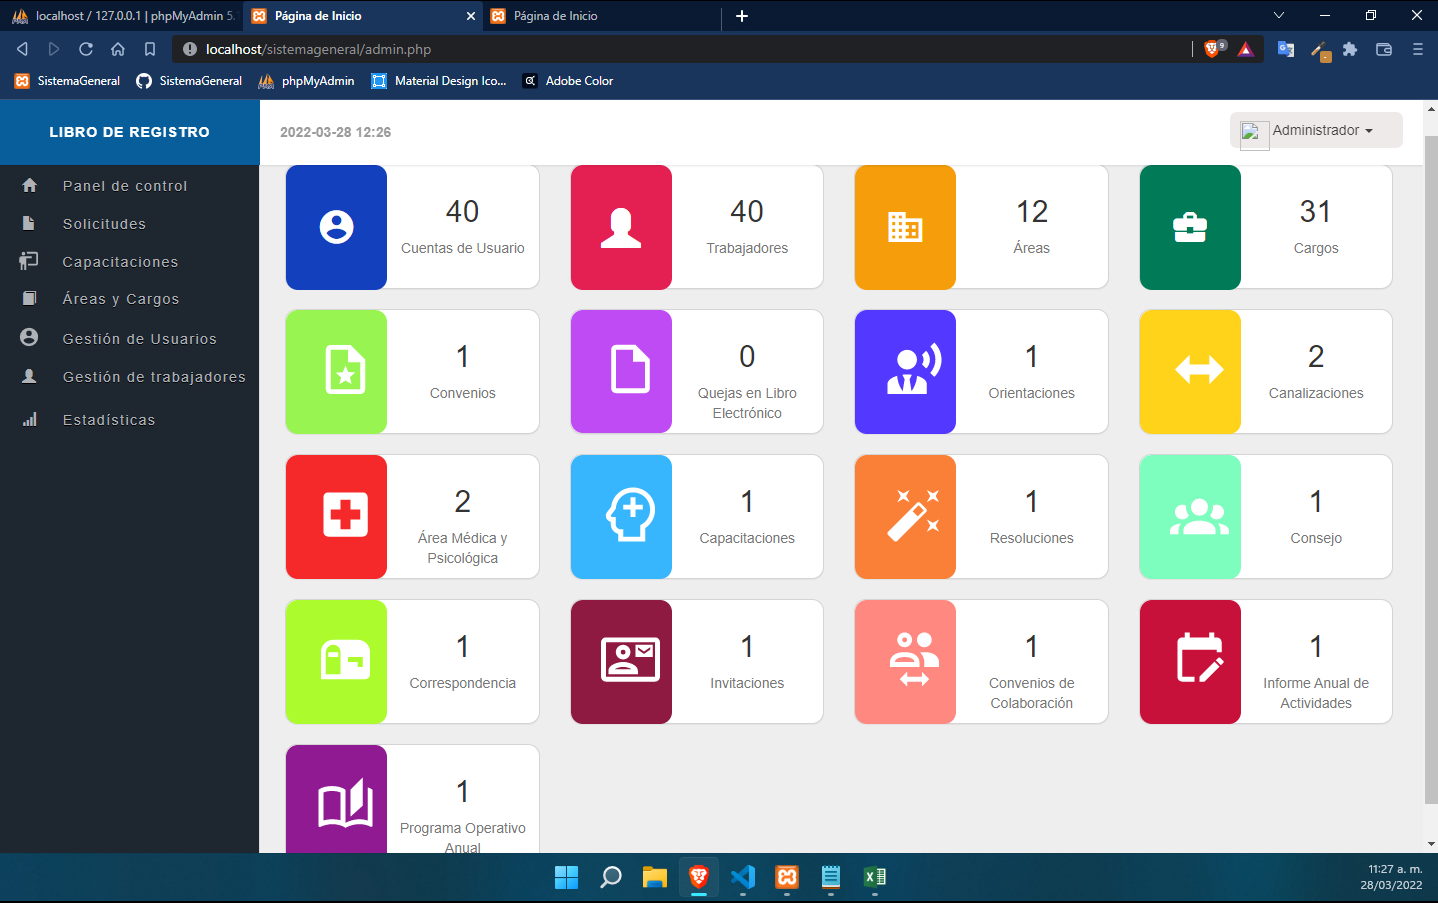 localhost / 127.0.0.1 | phpMyAdmin 5.
Página de Inicio
Página de Inicio
localhost/sistemageneral/admin.php
9
SistemaGeneral
SistemaGeneral
phpMyAdmin
Material Design Ico...
Adobe Color
LIBRO DE REGISTRO
2022-03-28 12:26
Administrador
Panel de control
Solicitudes
Capacitaciones
Áreas y Cargos
Gestión de Usuarios
Gestión de trabajadores
Estadísticas
40
Cuentas de Usuario
40
Trabajadores
12
Áreas
31
Cargos
1
Convenios
0
Quejas en Libro
Electrónico
1
Orientaciones
2
Canalizaciones
2
Área Médica y
Psicológica
1
Capacitaciones
1
Resoluciones
1
Consejo
1
Correspondencia
1
Invitaciones
1
Convenios de
Colaboración
1
Informe Anual de
Actividades
1
Programa Operativo
Anual
11:27 a. m.
28/03/2022